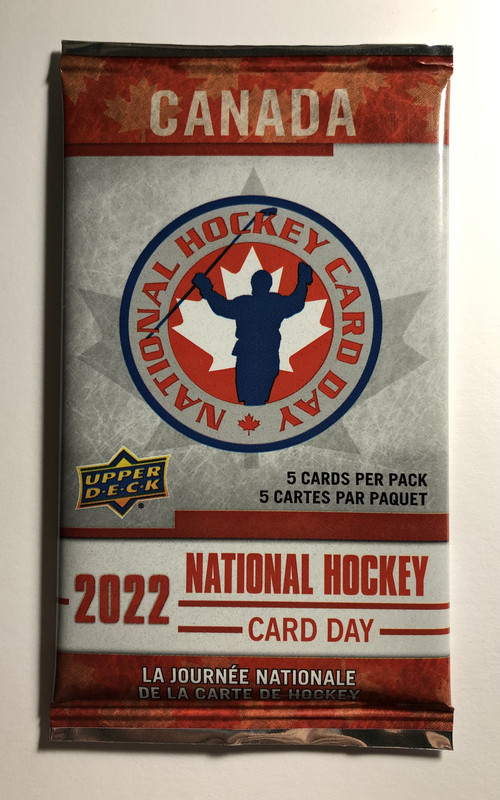 CANADA
NATIONAL HOCKEY CARD DAY
UPPER
D·E·C·K
®
5 CARDS PER PACK
5 CARTES PAR PAQUET
2022
NATIONAL HOCKEY
CARD DAY
LA JOURNÉE NATIONALE
DE LA CARTE DE HOCKEY